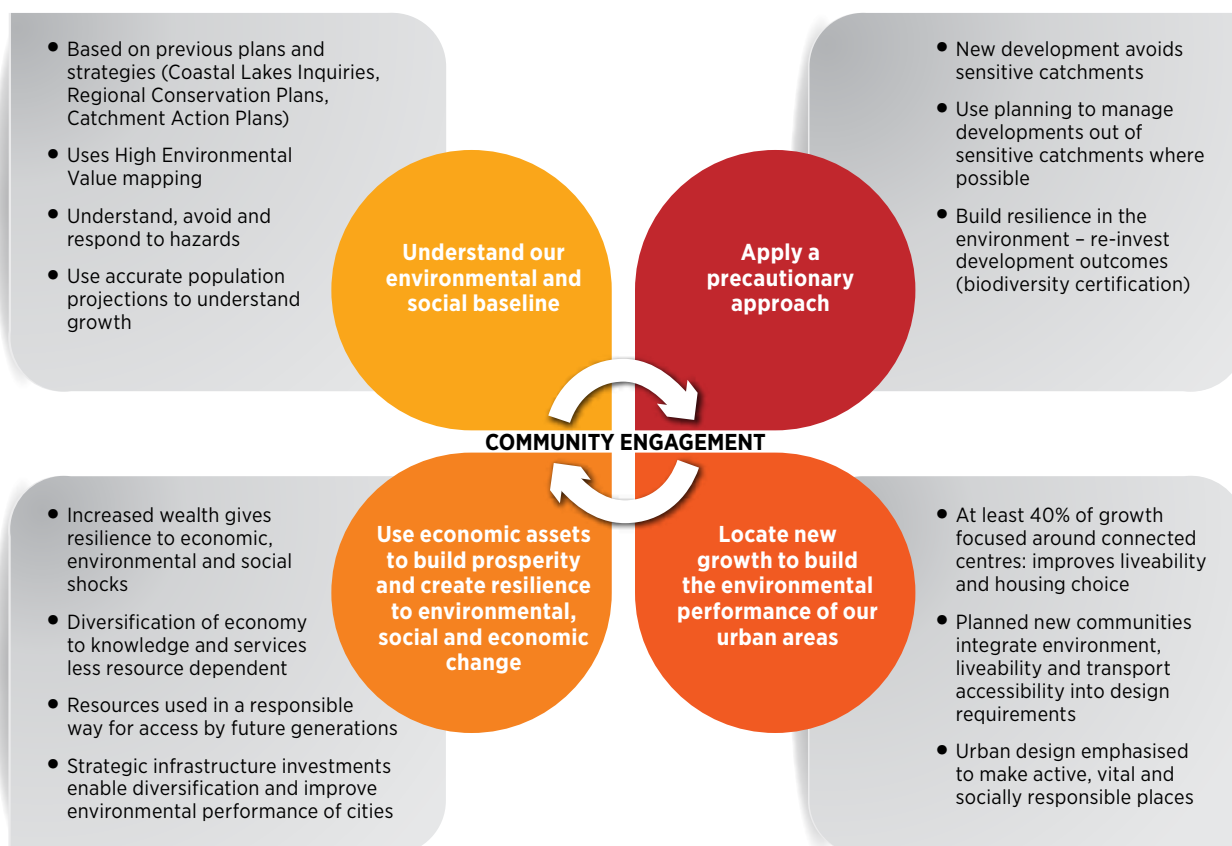 • Based on previous plans and
strategies (Coastal Lakes Inquiries,
Regional Conservation Plans,
Catchment Action Plans)
• Uses High Environmental
Value mapping
• Understand, avoid and
respond to hazards
• Use accurate population
projections to understand
growth
Understand our
environmental and
social baseline
Apply a
precautionary
approach
• New development avoids
sensitive catchments
• Use planning to manage
developments out of
sensitive catchments where
possible
• Build resilience in the
environment – re-invest
development outcomes
(biodiversity certification)
COMMUNITY ENGAGEMENT
• Increased wealth gives
resilience to economic,
environmental and social
shocks
• Diversification of economy
to knowledge and services
less resource dependent
• Resources used in a responsible
way for access by future generations
• Strategic infrastructure investments
enable diversification and improve
environmental performance of cities
Use economic assets
to build prosperity
and create resilience
to environmental,
social and economic
change
Locate new
growth to build
the environmental
performance of our
urban areas
• At least 40% of growth
focused around connected
centres: improves liveability
and housing choice
• Planned new communities
integrate environment,
liveability and transport
accessibility into design
requirements
• Urban design emphasised
to make active, vital and
socially responsible places